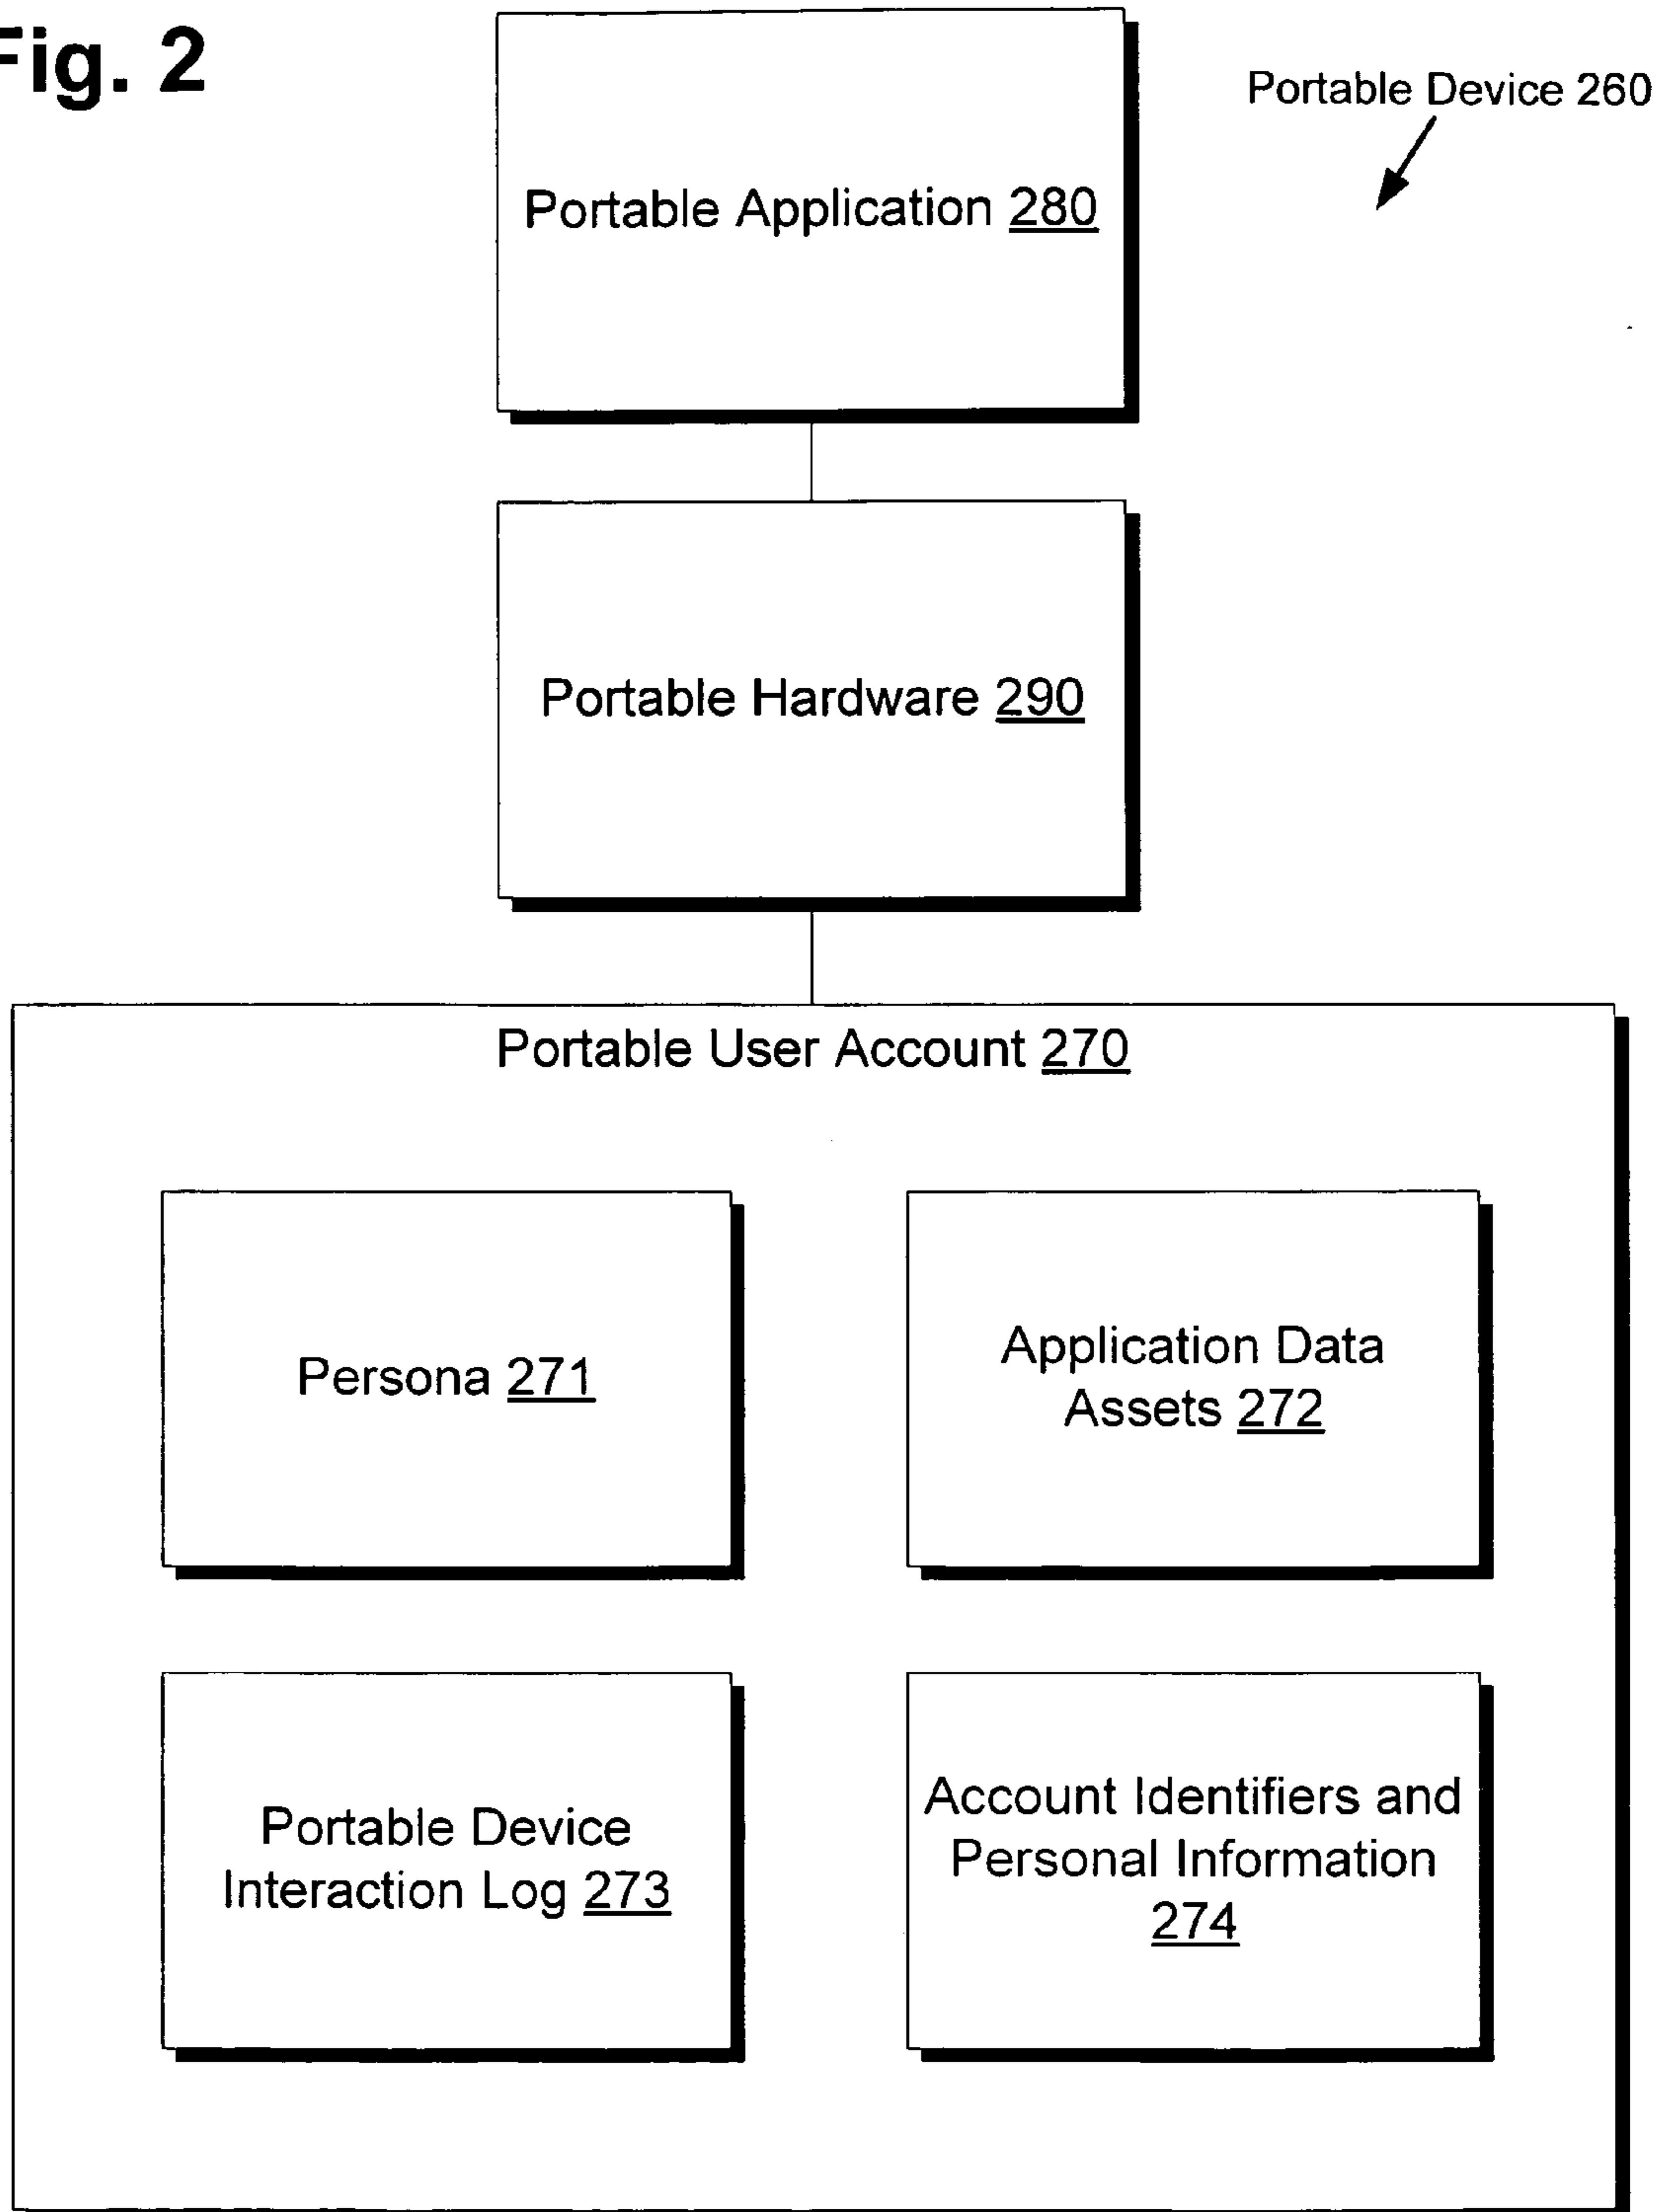 Fig. 2
Portable Device 260
Portable Application 280
Portable Hardware 290
Portable User Account 270
Persona 271
Application Data
Assets 272
Portable Device
Interaction Log 273
Account Identifiers and
Personal Information
274